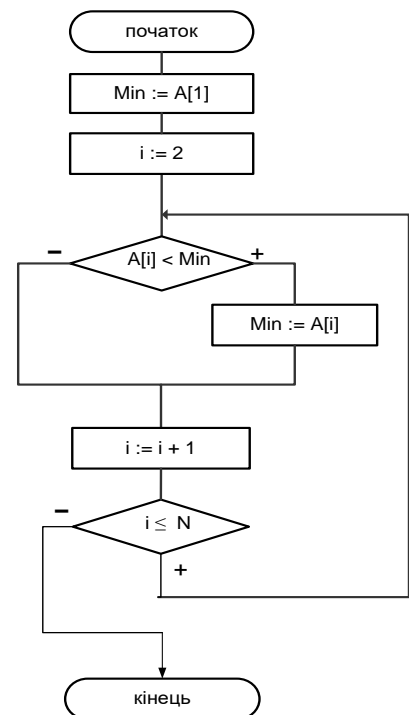 початок
Min := A[1]
i := 2
−
A[i] < Min
+
Min := A[i]
i := i + 1
−
i ≤ N
+
кінець